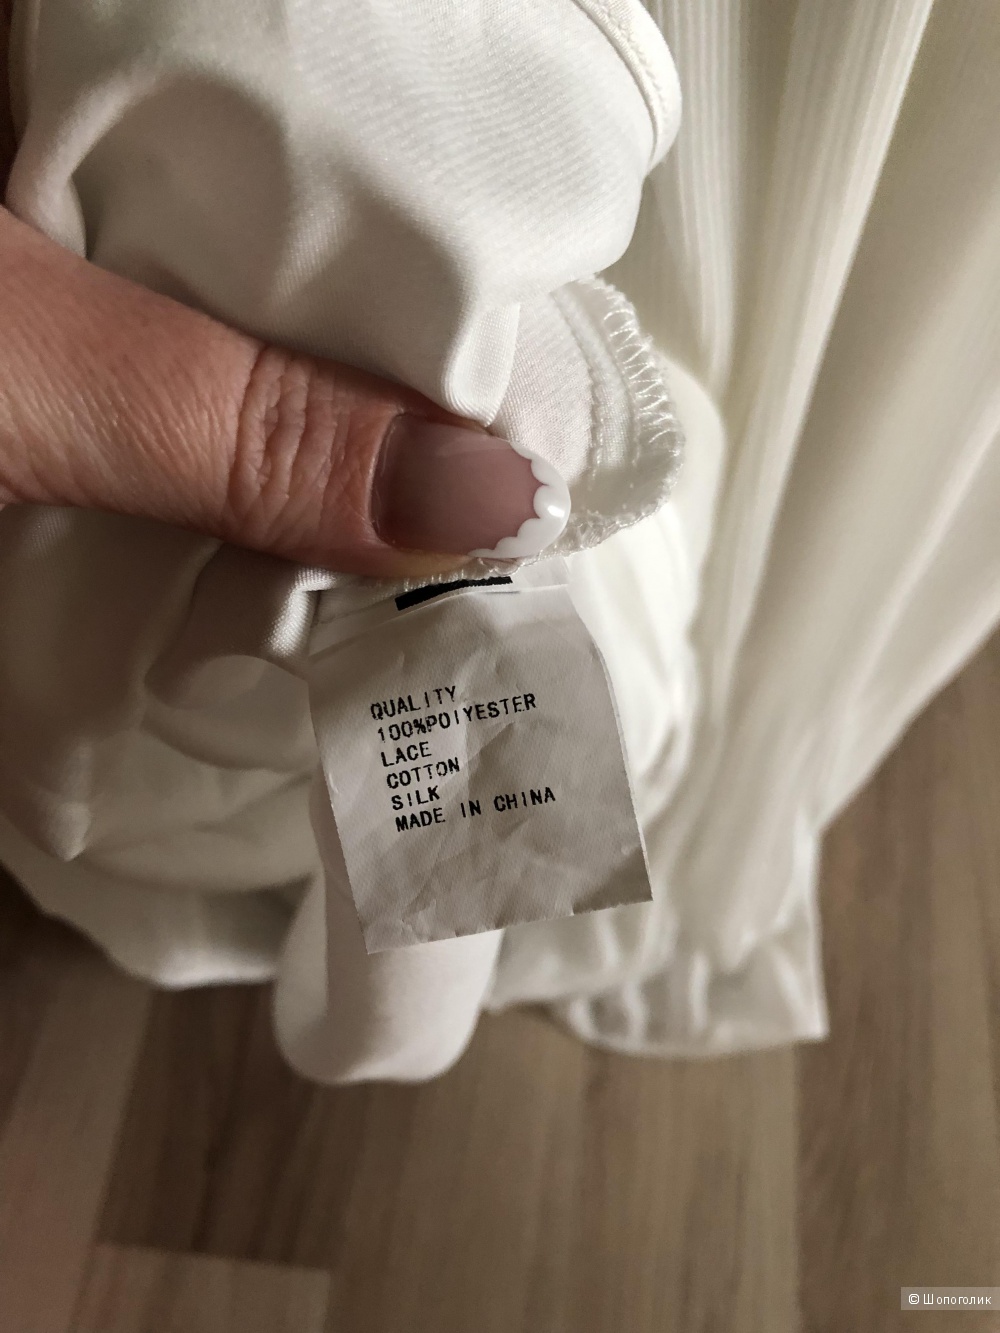 QUALITY
100%POIYESTER
LACE
COTTON
SILK
MADE IN CHINA
© Шопоголик